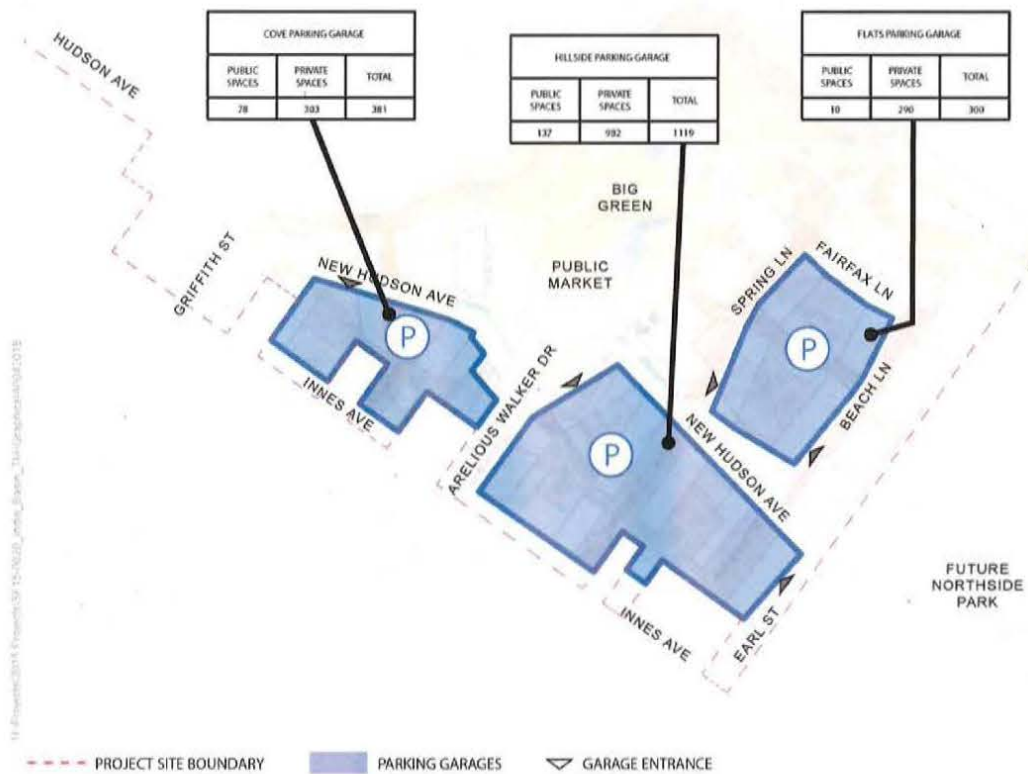 COVE PARKING GARAGE
PUBLIC SPACES
PRIVATE SPACES
TOTAL
78
303
381
HILLSIDE PARKING GARAGE
PUBLIC SPACES
PRIVATE SPACES
TOTAL
137
982
1119
FLATS PARKING GARAGE
PUBLIC SPACES
PRIVATE SPACES
TOTAL
10
290
300
HUDSON AVE
GRIFFITH ST
NEW HUDSON AVE
INNES AVE
P
BIG
GREEN
PUBLIC
MARKET
ARELIOUS WALKER DR
P
NEW HUDSON AVE
INNES AVE
EARL ST
SPRING LN
FAIRFAX LN
BEACH LN
P
FUTURE
NORTHSIDE
PARK
PROJECT SITE BOUNDARY
PARKING GARAGES
GARAGE ENTRANCE